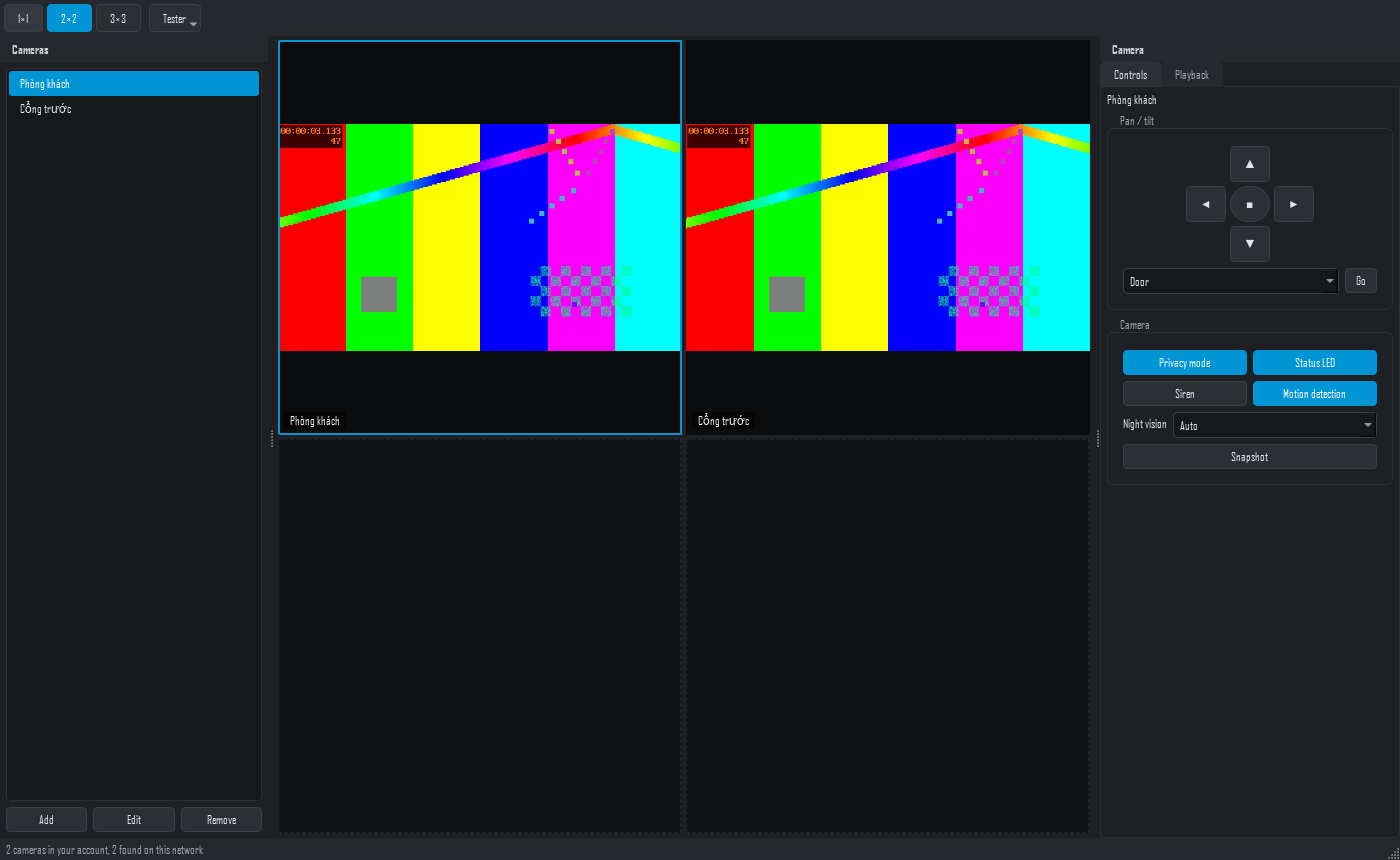 1×1
2×2
3×3
Tester
Cameras
Phòng khách
Cổng trước
Add
Edit
Remove
00:00:03.133
47
Phòng khách
00:00:03.133
47
Cổng trước
Camera
Controls
Playback
Phòng khách
Pan / tilt
▲
◄
■
►
▼
Door
Go
Camera
Privacy mode
Status LED
Siren
Motion detection
Night vision
Auto
Snapshot
2 cameras in your account, 2 found on this network